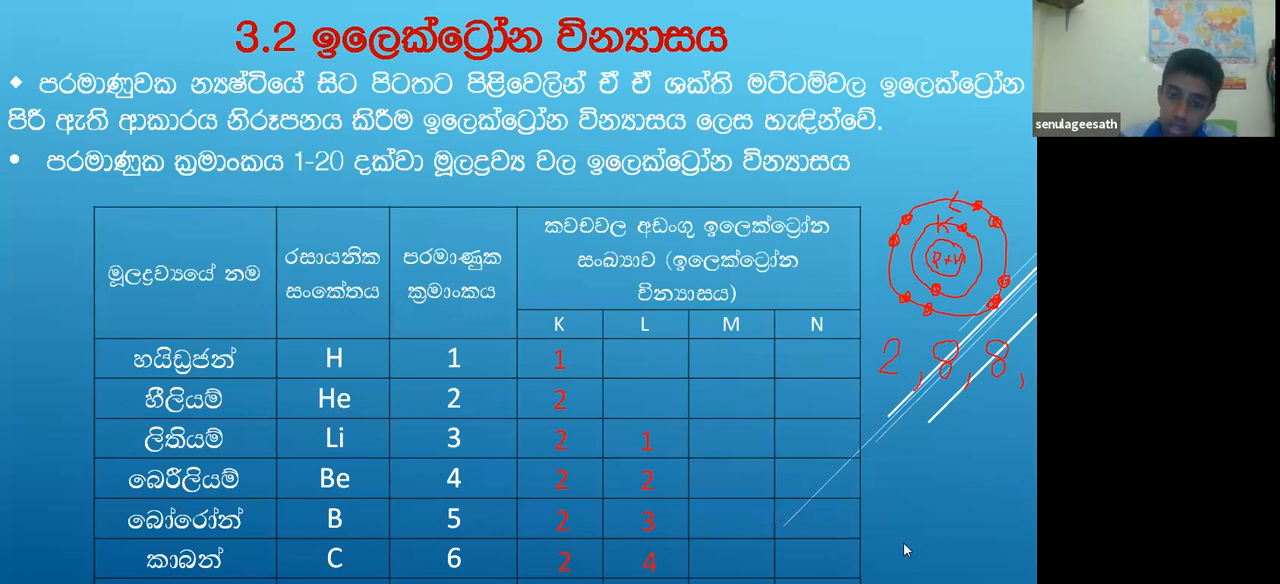 3.2 ඉලෙක්ට්‍රෝන වින්‍යාසය
❖ පරමාණුවක න්‍යෂ්ටියේ සිට පිටතට පිළිවෙලින් ඒ ඒ ශක්ති මට්ටම්වල ඉලෙක්ට්‍රෝන
පිරී ඇති ආකාරය නිරූපනය කිරීම ඉලෙක්ට්‍රෝන වින්‍යාසය ලෙස හැඳින්වේ.
• පරමාණුක ක්‍රමාංකය 1-20 දක්වා මූලද්‍රව්‍ය වල ඉලෙක්ට්‍රෝන වින්‍යාසය
senulageesath
මූලද්‍රව්‍යයේ නම
රසායනික
සංකේතය
පරමාණුක
ක්‍රමාංකය
කවචවල අඩංගු ඉලෙක්ට්‍රෝන
සංඛ්‍යාව (ඉලෙක්ට්‍රෝන
වින්‍යාසය)
K L M N
හයිඩ්‍රජන් H 1 1
හීලියම් He 2 2
ලිතියම් Li 3 2 1
බෙරීලියම් Be 4 2 2
බෝරෝන් B 5 2 3
කාබන් C 6 2 4
L
K
P+n
2, 8, 8,